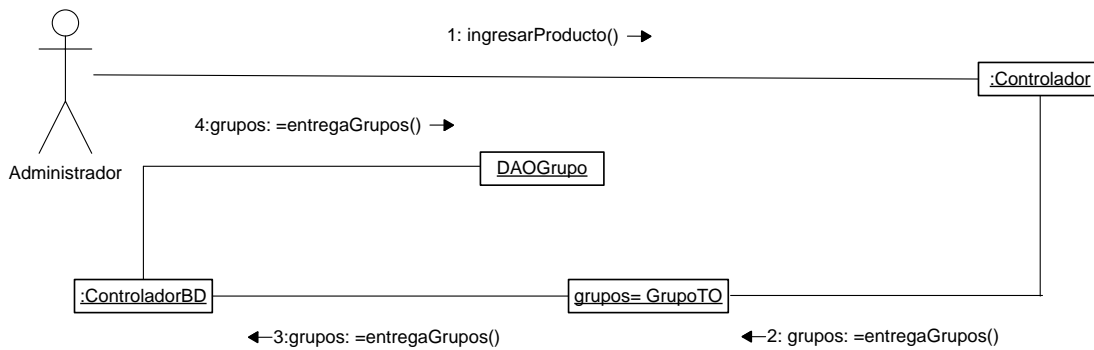 1: ingresarProducto()
:Controlador
4:grupos: =entregaGrupos()
DAOGrupo
Administrador
:ControladorBD
grupos= GrupoTO
3:grupos: =entregaGrupos()
2: grupos: =entregaGrupos()